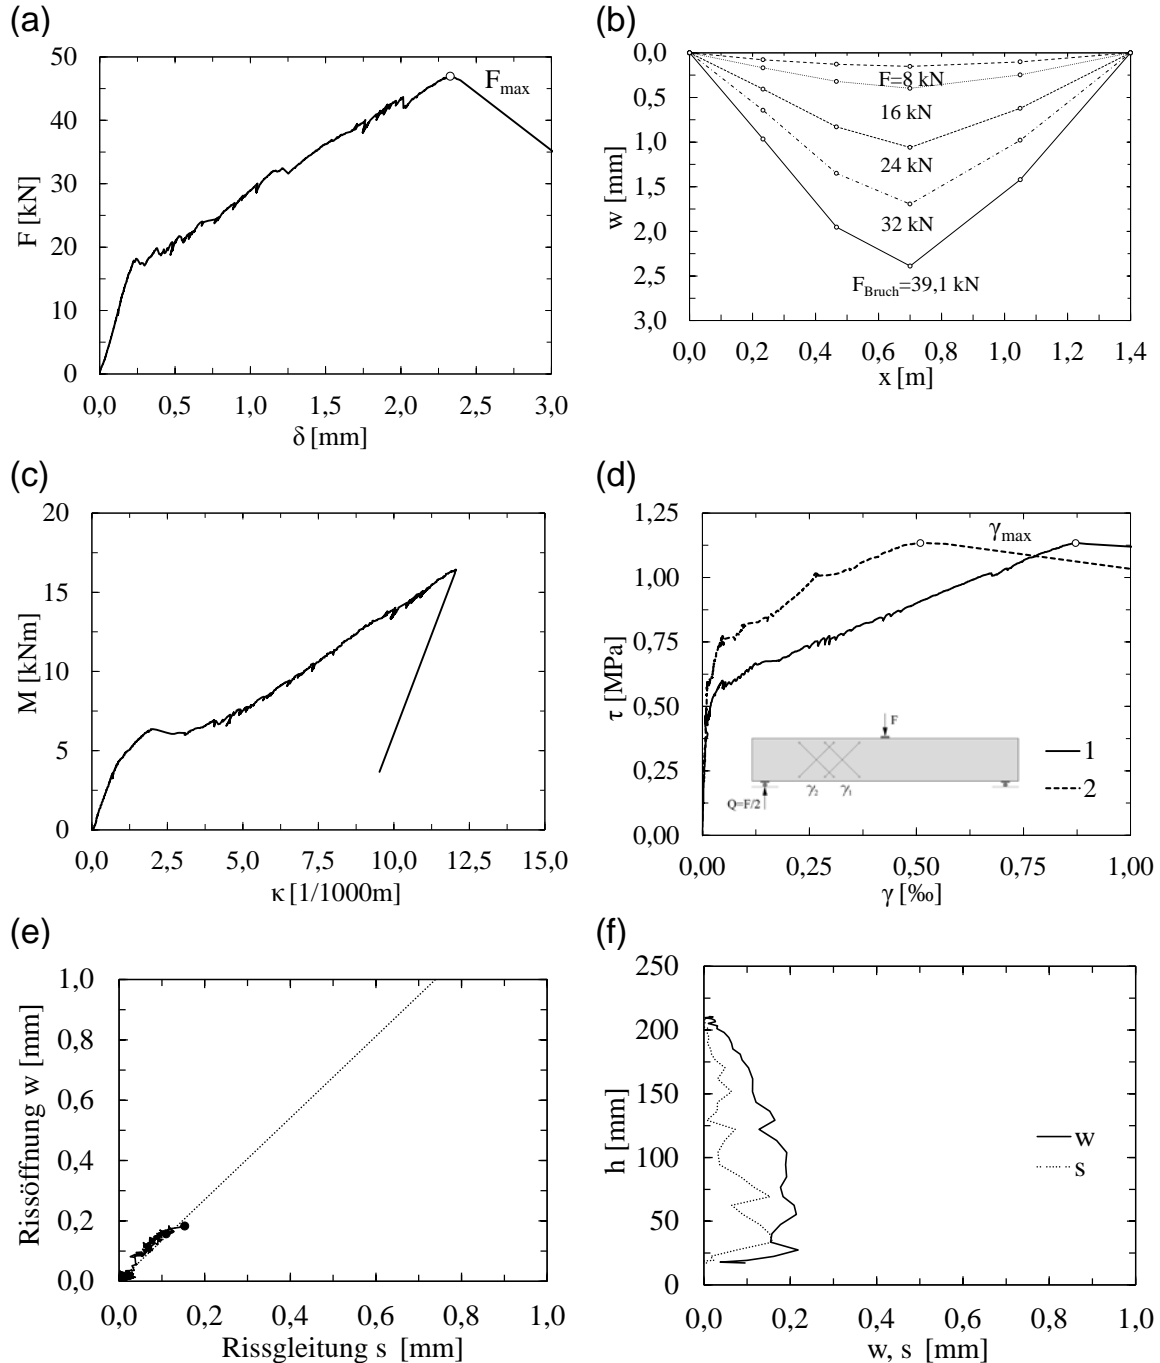 (a)
50
40
30
20
10
0
F [kN]
F_max
0,0 0,5 1,0 1,5 2,0 2,5 3,0
δ [mm]
(b)
0,0
0,5
1,0
1,5
2,0
2,5
3,0
w [mm]
F=8 kN
16 kN
24 kN
32 kN
F_Bruch=39,1 kN
0,0 0,2 0,4 0,6 0,8 1,0 1,2 1,4
x [m]
(c)
20
15
10
5
0
M [kNm]
0,0 2,5 5,0 7,5 10,0 12,5 15,0
κ [1/1000m]
(d)
1,25
1,00
0,75
0,50
0,25
0,00
τ [MPa]
γ_max
F
1
2
γ₂ γ₁
Q=F/2
0,00 0,25 0,50 0,75 1,00
γ [‰]
(e)
1,0
0,8
0,6
0,4
0,2
0,0
Rissöffnung w [mm]
0,0 0,2 0,4 0,6 0,8 1,0
Rissgleitung s [mm]
(f)
250
200
150
100
50
0
h [mm]
w
s
0,0 0,2 0,4 0,6 0,8 1,0
w, s [mm]